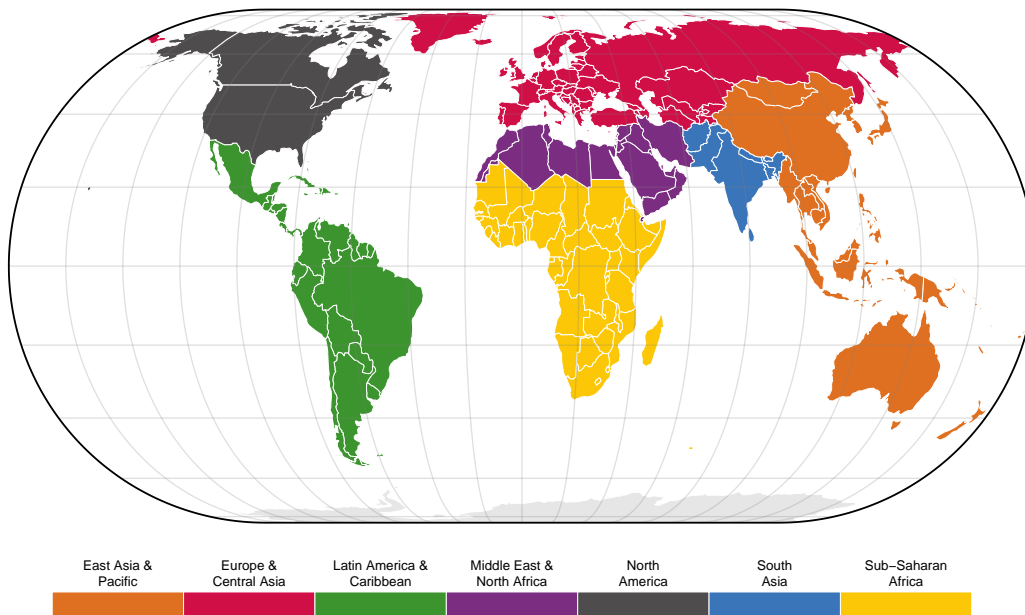 East Asia &
Pacific
Europe &
Central Asia
Latin America &
Caribbean
Middle East &
North Africa
North
America
South
Asia
Sub−Saharan
Africa